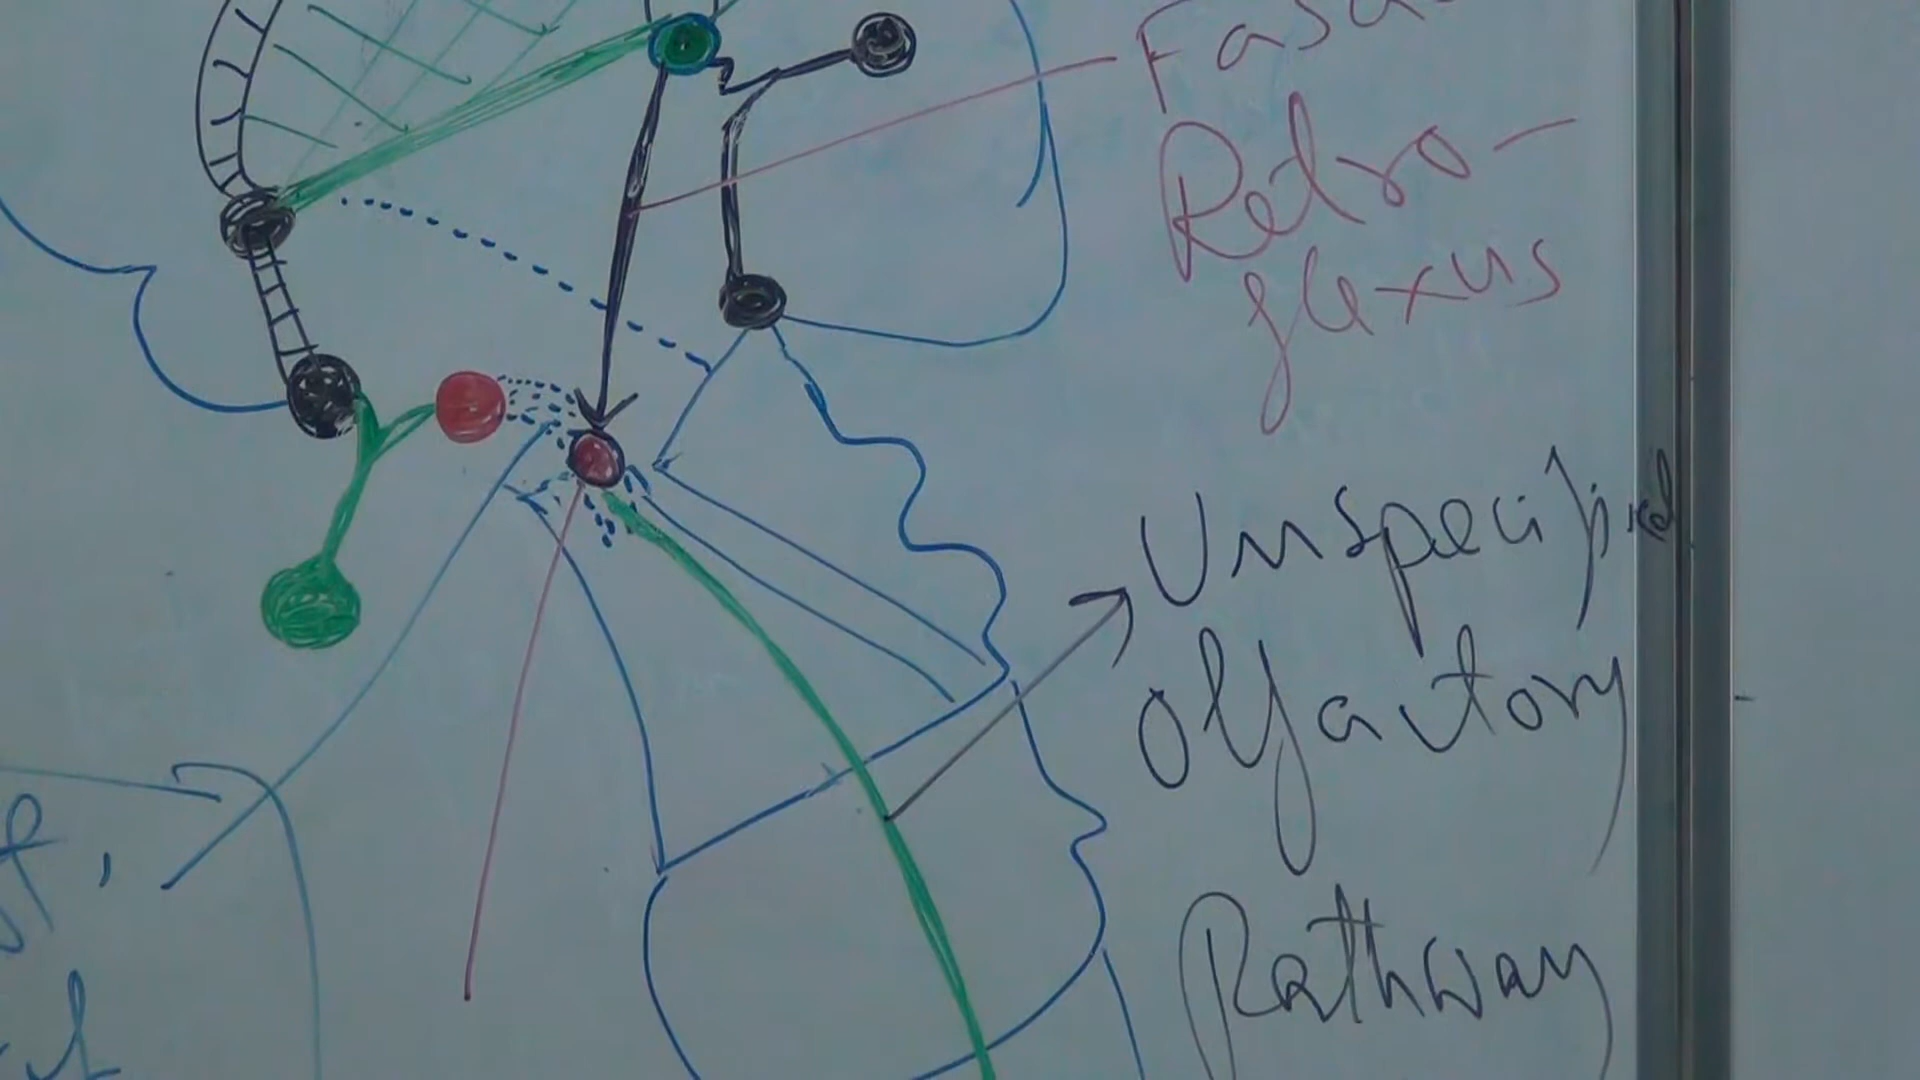 Retro-
flexus
Unspecified
Olfactory
Pathway